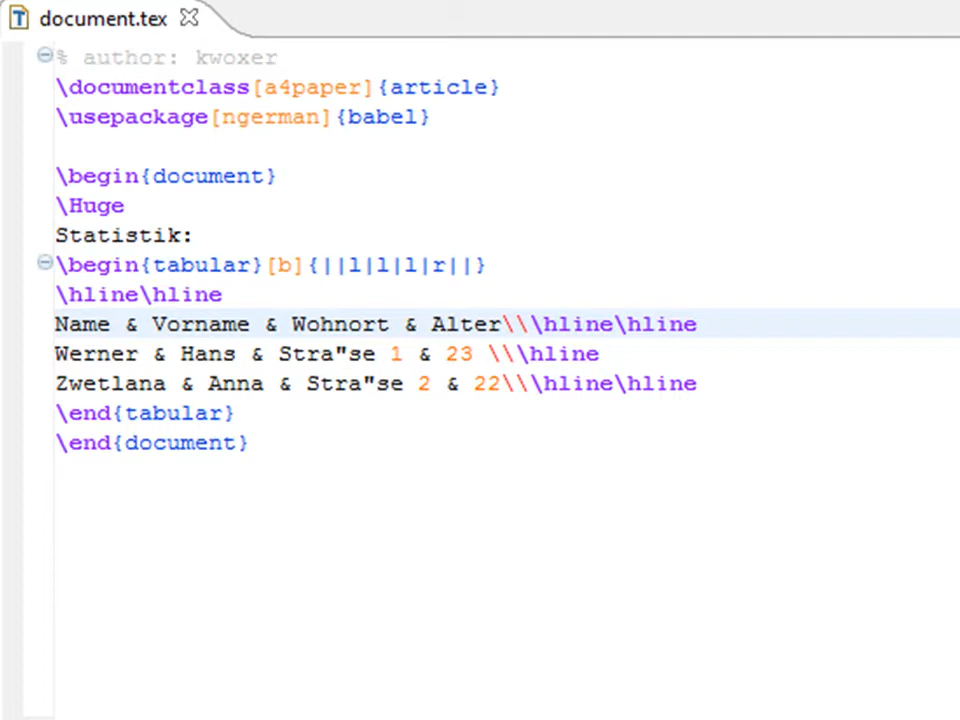 document.tex
% author: kwoxer
\documentclass[a4paper]{article}
\usepackage[ngerman]{babel}
\begin{document}
\Huge
Statistik:
\begin{tabular}[b]{||l|l|l|r||}
\hline\hline
Name & Vorname & Wohnort & Alter\\\hline\hline
Werner & Hans & Stra"se 1 & 23 \\\hline
Zwetlana & Anna & Stra"se 2 & 22\\\hline\hline
\end{tabular}
\end{document}